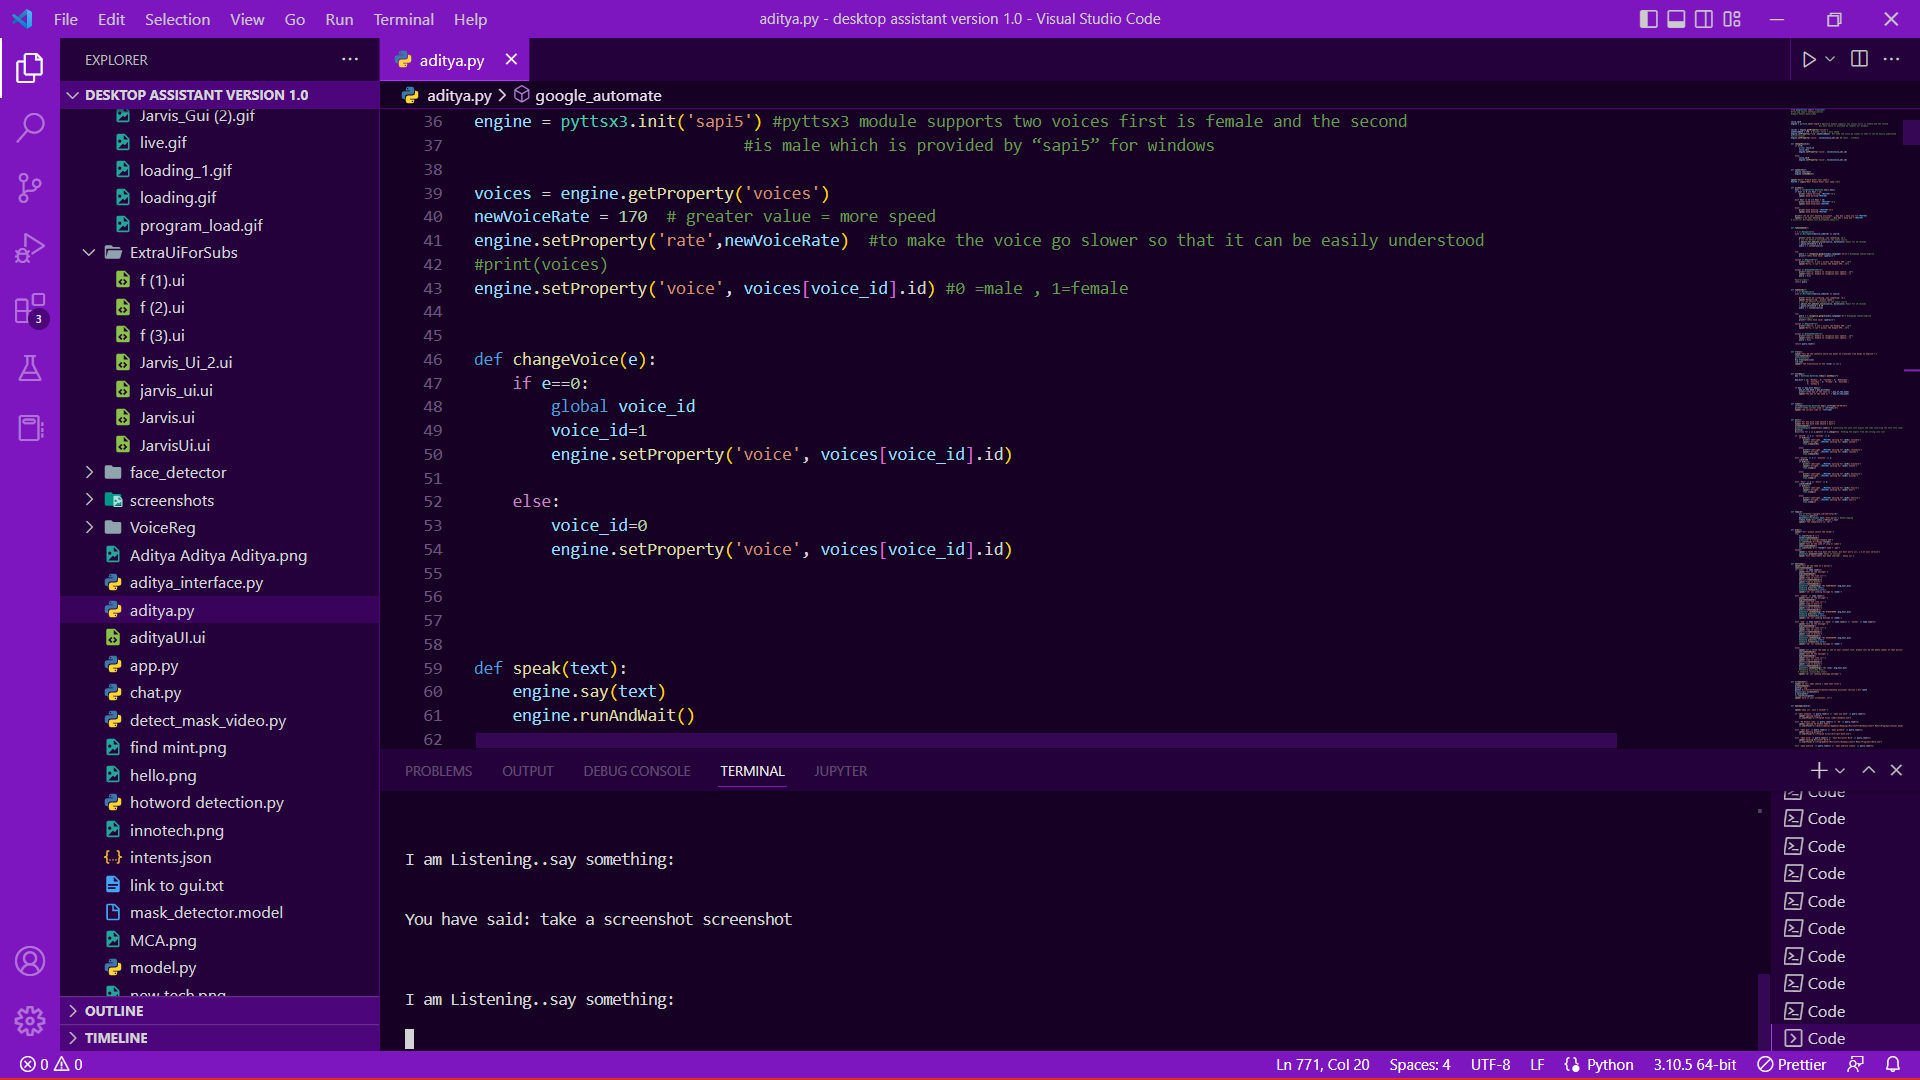 File Edit Selection View Go Run Terminal Help
aditya.py - desktop assistant version 1.0 - Visual Studio Code
EXPLORER
DESKTOP ASSISTANT VERSION 1.0
Jarvis_Gui (2).gif
live.gif
loading_1.gif
loading.gif
program_load.gif
ExtraUiForSubs
f (1).ui
f (2).ui
f (3).ui
Jarvis_Ui_2.ui
jarvis_ui.ui
Jarvis.ui
JarvisUi.ui
face_detector
screenshots
VoiceReg
Aditya Aditya Aditya.png
aditya_interface.py
aditya.py
adityaUI.ui
app.py
chat.py
detect_mask_video.py
find mint.png
hello.png
hotword detection.py
innotech.png
intents.json
link to gui.txt
mask_detector.model
MCA.png
model.py
new tech.png
OUTLINE
TIMELINE
3
aditya.py
aditya.py > google_automate
36 engine = pyttsx3.init('sapi5') #pyttsx3 module supports two voices first is female and the second
37 #is male which is provided by “sapi5” for windows
38
39 voices = engine.getProperty('voices')
40 newVoiceRate = 170  # greater value = more speed
41 engine.setProperty('rate',newVoiceRate)  #to make the voice go slower so that it can be easily understood
42 #print(voices)
43 engine.setProperty('voice', voices[voice_id].id) #0 =male , 1=female
44
45
46 def changeVoice(e):
47     if e==0:
48         global voice_id
49         voice_id=1
50         engine.setProperty('voice', voices[voice_id].id)
51
52     else:
53         voice_id=0
54         engine.setProperty('voice', voices[voice_id].id)
55
56
57
58
59 def speak(text):
60     engine.say(text)
61     engine.runAndWait()
62
PROBLEMS OUTPUT DEBUG CONSOLE TERMINAL JUPYTER
I am Listening..say something:
You have said: take a screenshot screenshot
I am Listening..say something:
Code
Code
Code
Code
Code
Code
Code
Code
Code
Code
0 0
Ln 771, Col 20 Spaces: 4 UTF-8 LF Python 3.10.5 64-bit Prettier